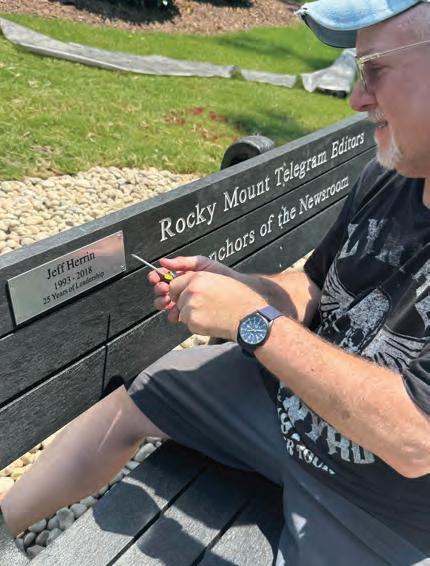 Rocky Mount Telegram Editors
Anchors of the Newsroom
Jeff Herrin
1993 - 2018
25 Years of Leadership